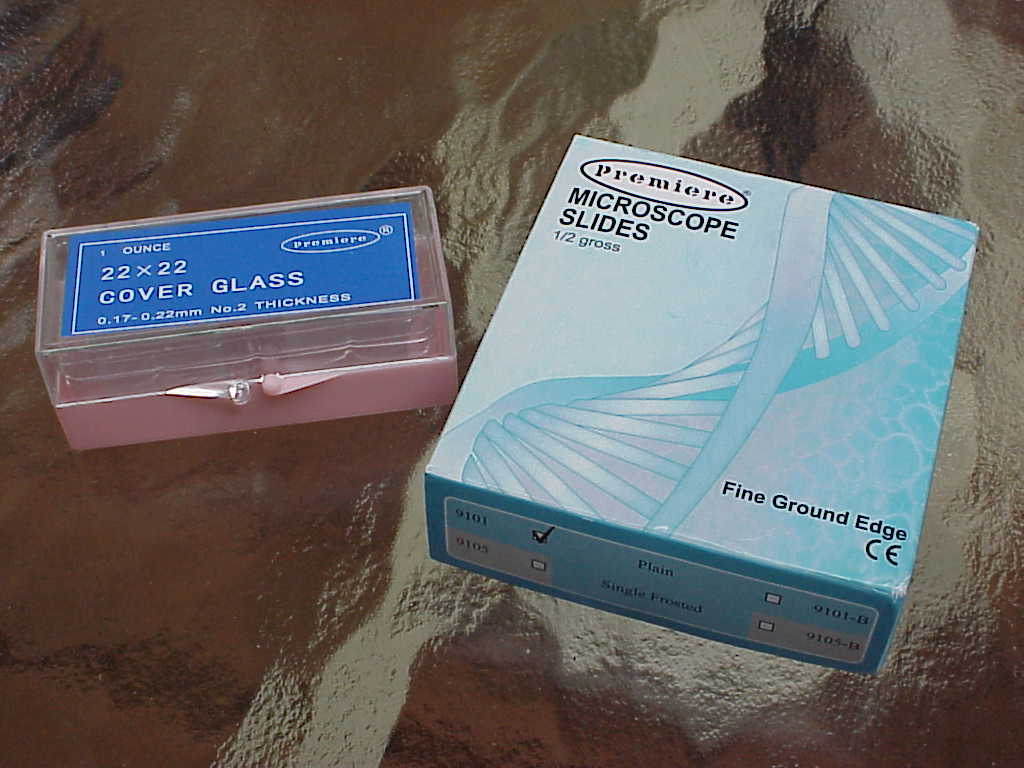 1 OUNCE
Premiere®
22×22
COVER GLASS
0.17-0.22mm No.2 THICKNESS
Premiere®
MICROSCOPE
SLIDES
1/2 gross
Fine Ground Edge
CE
9101
Plain
9101-B
9105
Single Frosted
9105-B